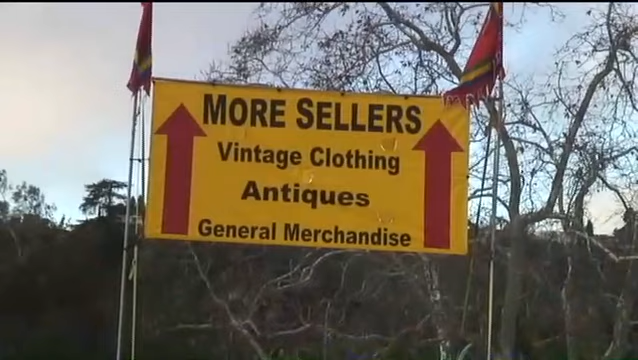 MORE SELLERS
Vintage Clothing
Antiques
General Merchandise